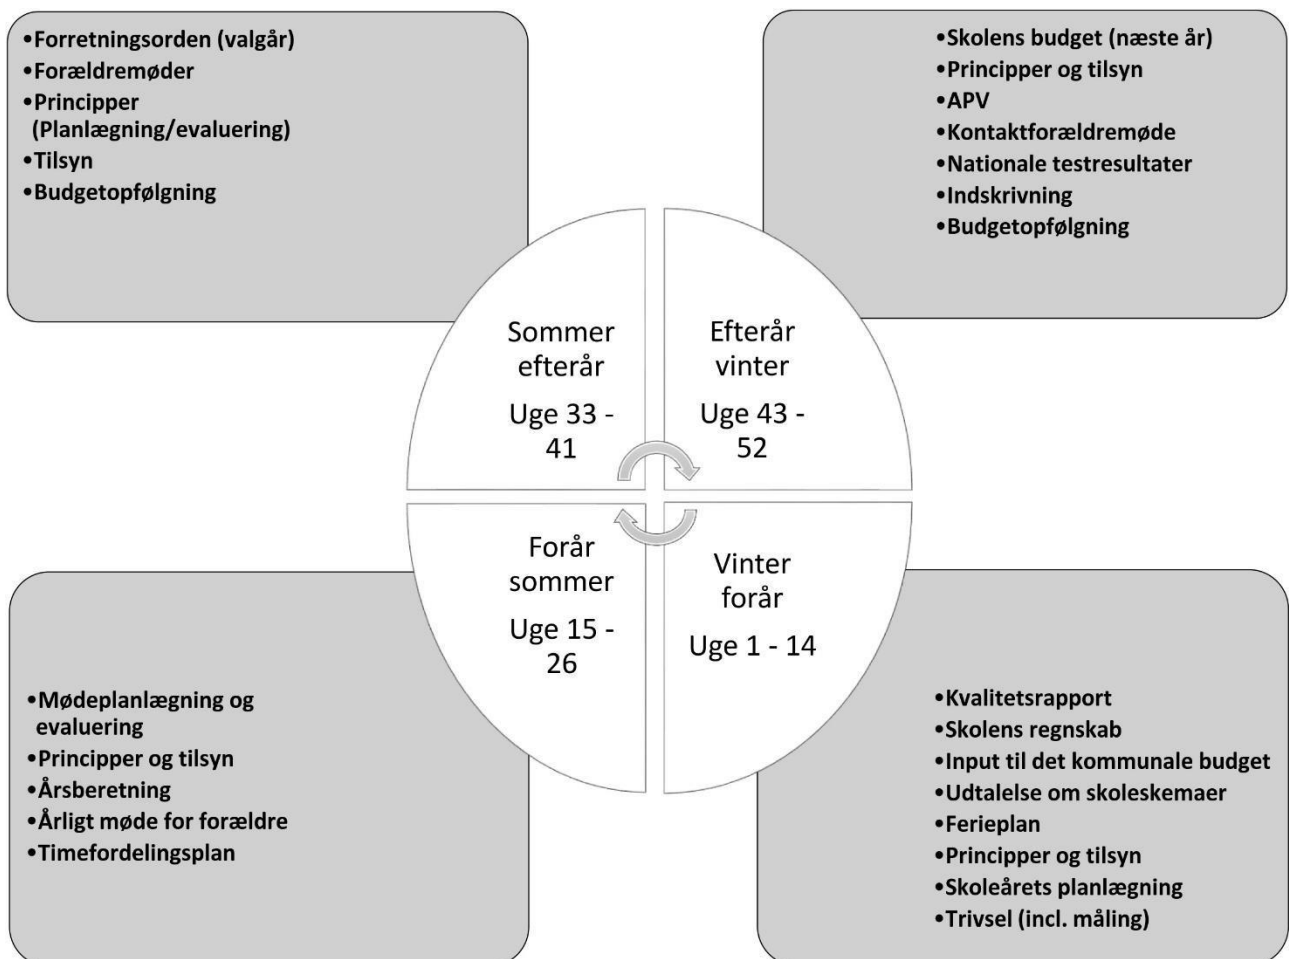 •Forretningsorden (valgår)
•Forældremøder
•Principper
(Planlægning/evaluering)
•Tilsyn
•Budgetopfølgning
•Skolens budget (næste år)
•Principper og tilsyn
•APV
•Kontaktforældremøde
•Nationale testresultater
•Indskrivning
•Budgetopfølgning
Sommer
efterår
Uge 33 -
41
Efterår
vinter
Uge 43 -
52
Forår
sommer
Uge 15 -
26
Vinter
forår
Uge 1 - 14
•Mødeplanlægning og
evaluering
•Principper og tilsyn
•Årsberetning
•Årligt møde for forældre
•Timefordelingsplan
•Kvalitetsrapport
•Skolens regnskab
•Input til det kommunale budget
•Udtalelse om skoleskemaer
•Ferieplan
•Principper og tilsyn
•Skoleårets planlægning
•Trivsel (incl. måling)